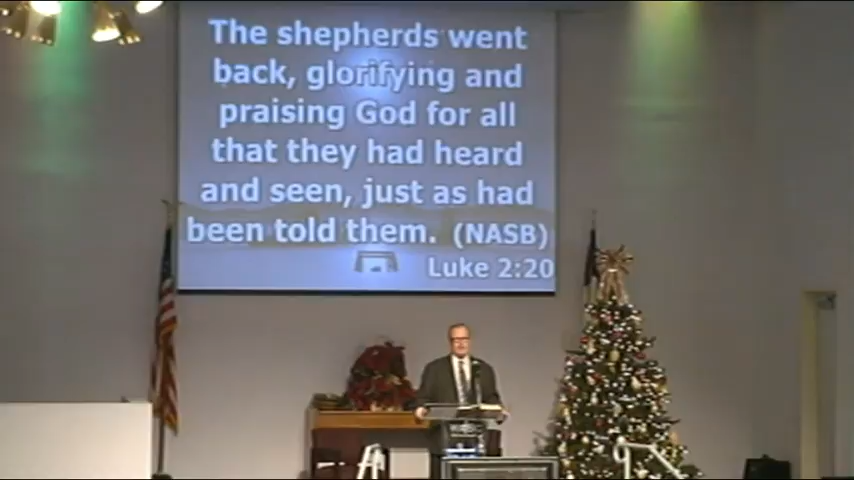 The shepherds went
back, glorifying and
praising God for all
that they had heard
and seen, just as had
been told them. (NASB)
Luke 2:20